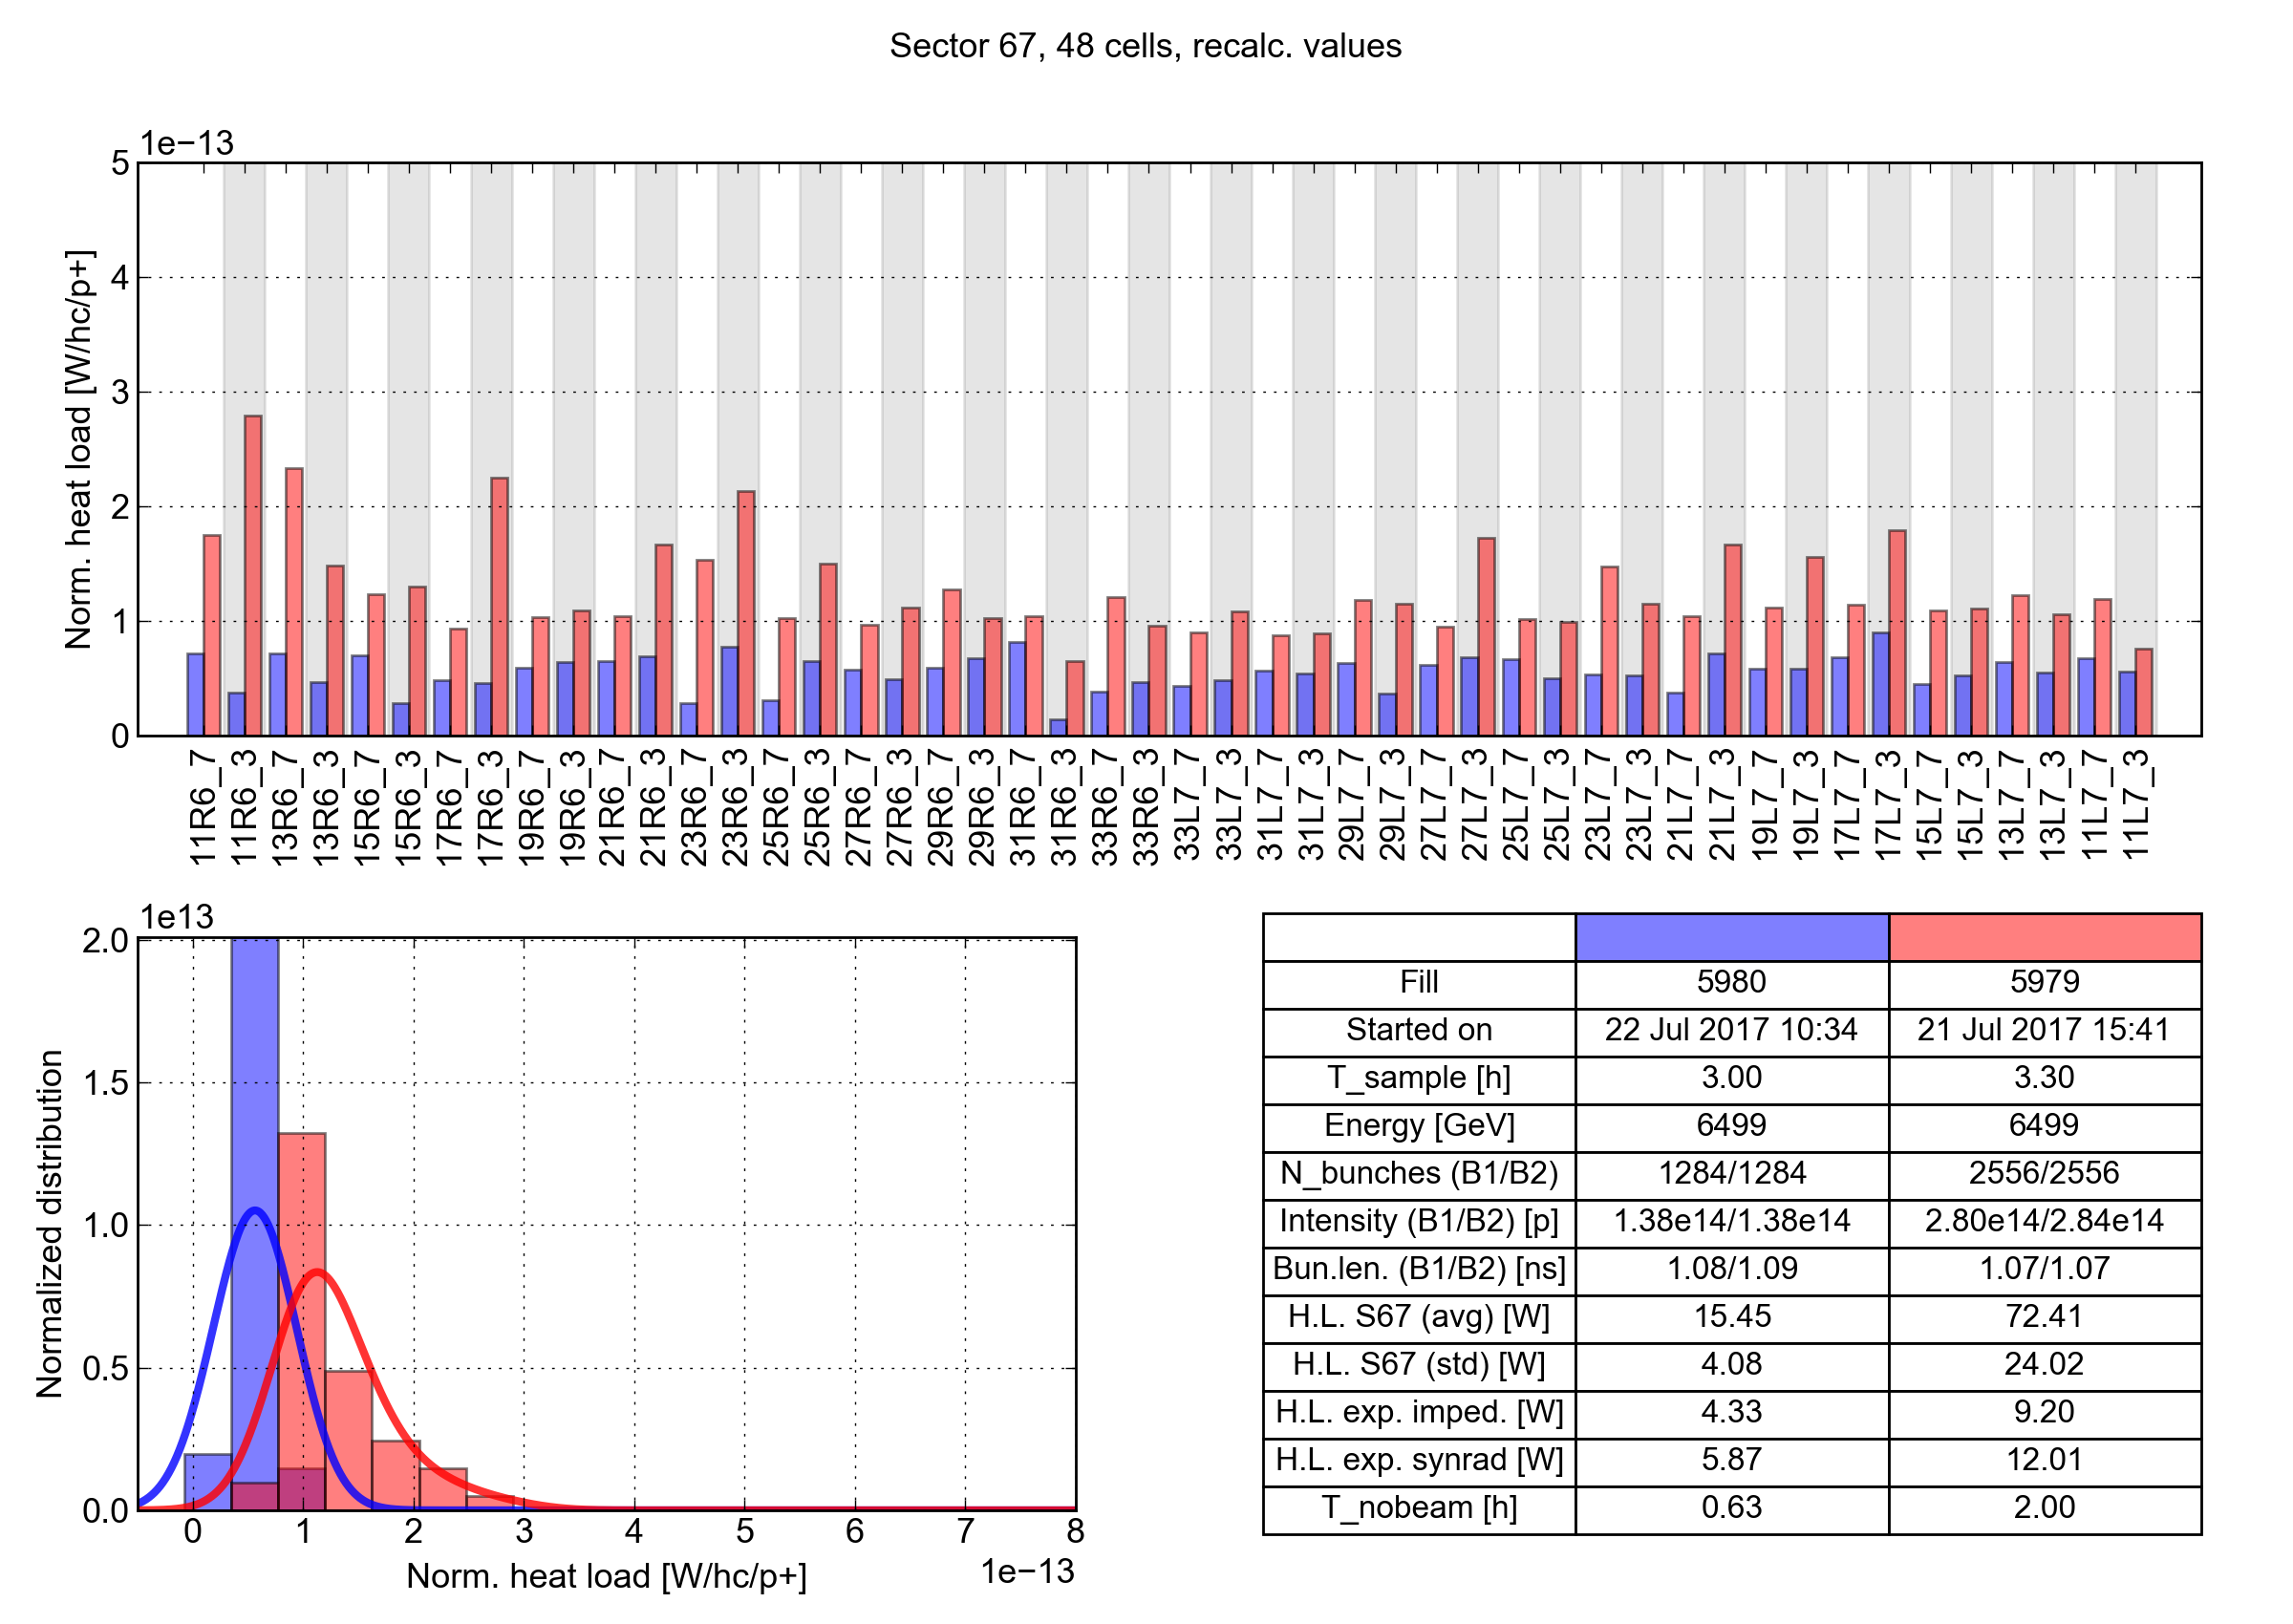 Sector 67, 48 cells, recalc. values
1e−13
5
4
3
2
1
0
Norm. heat load [W/hc/p+]
11R6_7
11R6_3
13R6_7
13R6_3
15R6_7
15R6_3
17R6_7
17R6_3
19R6_7
19R6_3
21R6_7
21R6_3
23R6_7
23R6_3
25R6_7
25R6_3
27R6_7
27R6_3
29R6_7
29R6_3
31R6_7
31R6_3
33R6_7
33R6_3
33L7_7
33L7_3
31L7_7
31L7_3
29L7_7
29L7_3
27L7_7
27L7_3
25L7_7
25L7_3
23L7_7
23L7_3
21L7_7
21L7_3
19L7_7
19L7_3
17L7_7
17L7_3
15L7_7
15L7_3
13L7_7
13L7_3
11L7_7
11L7_3
1e13
2.0
1.5
1.0
0.5
0.0
Normalized distribution
0 1 2 3 4 5 6 7 8
1e−13
Norm. heat load [W/hc/p+]
Fill 5980 5979
Started on 22 Jul 2017 10:34 21 Jul 2017 15:41
T_sample [h] 3.00 3.30
Energy [GeV] 6499 6499
N_bunches (B1/B2) 1284/1284 2556/2556
Intensity (B1/B2) [p] 1.38e14/1.38e14 2.80e14/2.84e14
Bun.len. (B1/B2) [ns] 1.08/1.09 1.07/1.07
H.L. S67 (avg) [W] 15.45 72.41
H.L. S67 (std) [W] 4.08 24.02
H.L. exp. imped. [W] 4.33 9.20
H.L. exp. synrad [W] 5.87 12.01
T_nobeam [h] 0.63 2.00